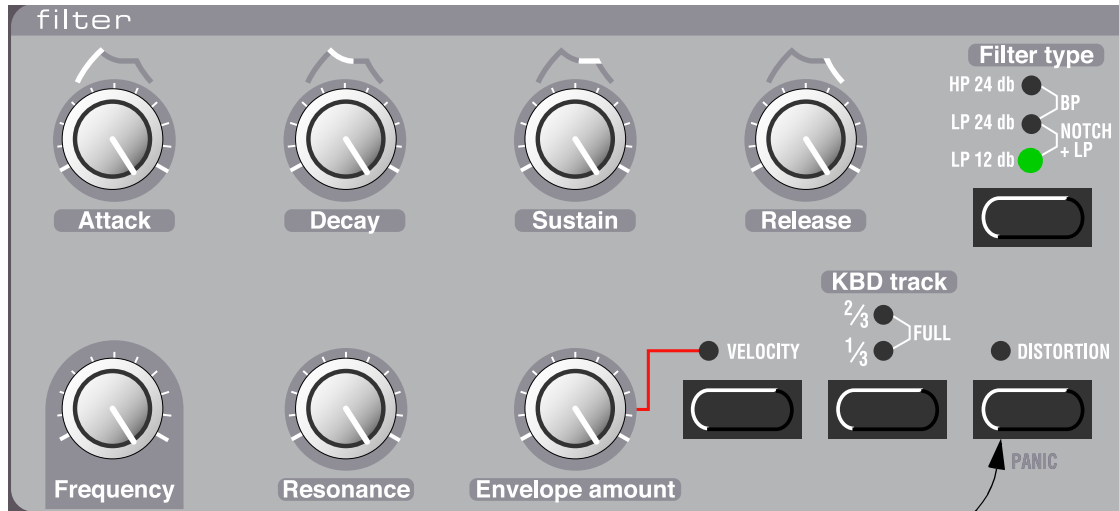 filter
Filter type
HP 24 db
BP
LP 24 db
NOTCH
+ LP
LP 12 db
Attack
Decay
Sustain
Release
KBD track
2/3
FULL
1/3
VELOCITY
DISTORTION
PANIC
Frequency
Resonance
Envelope amount